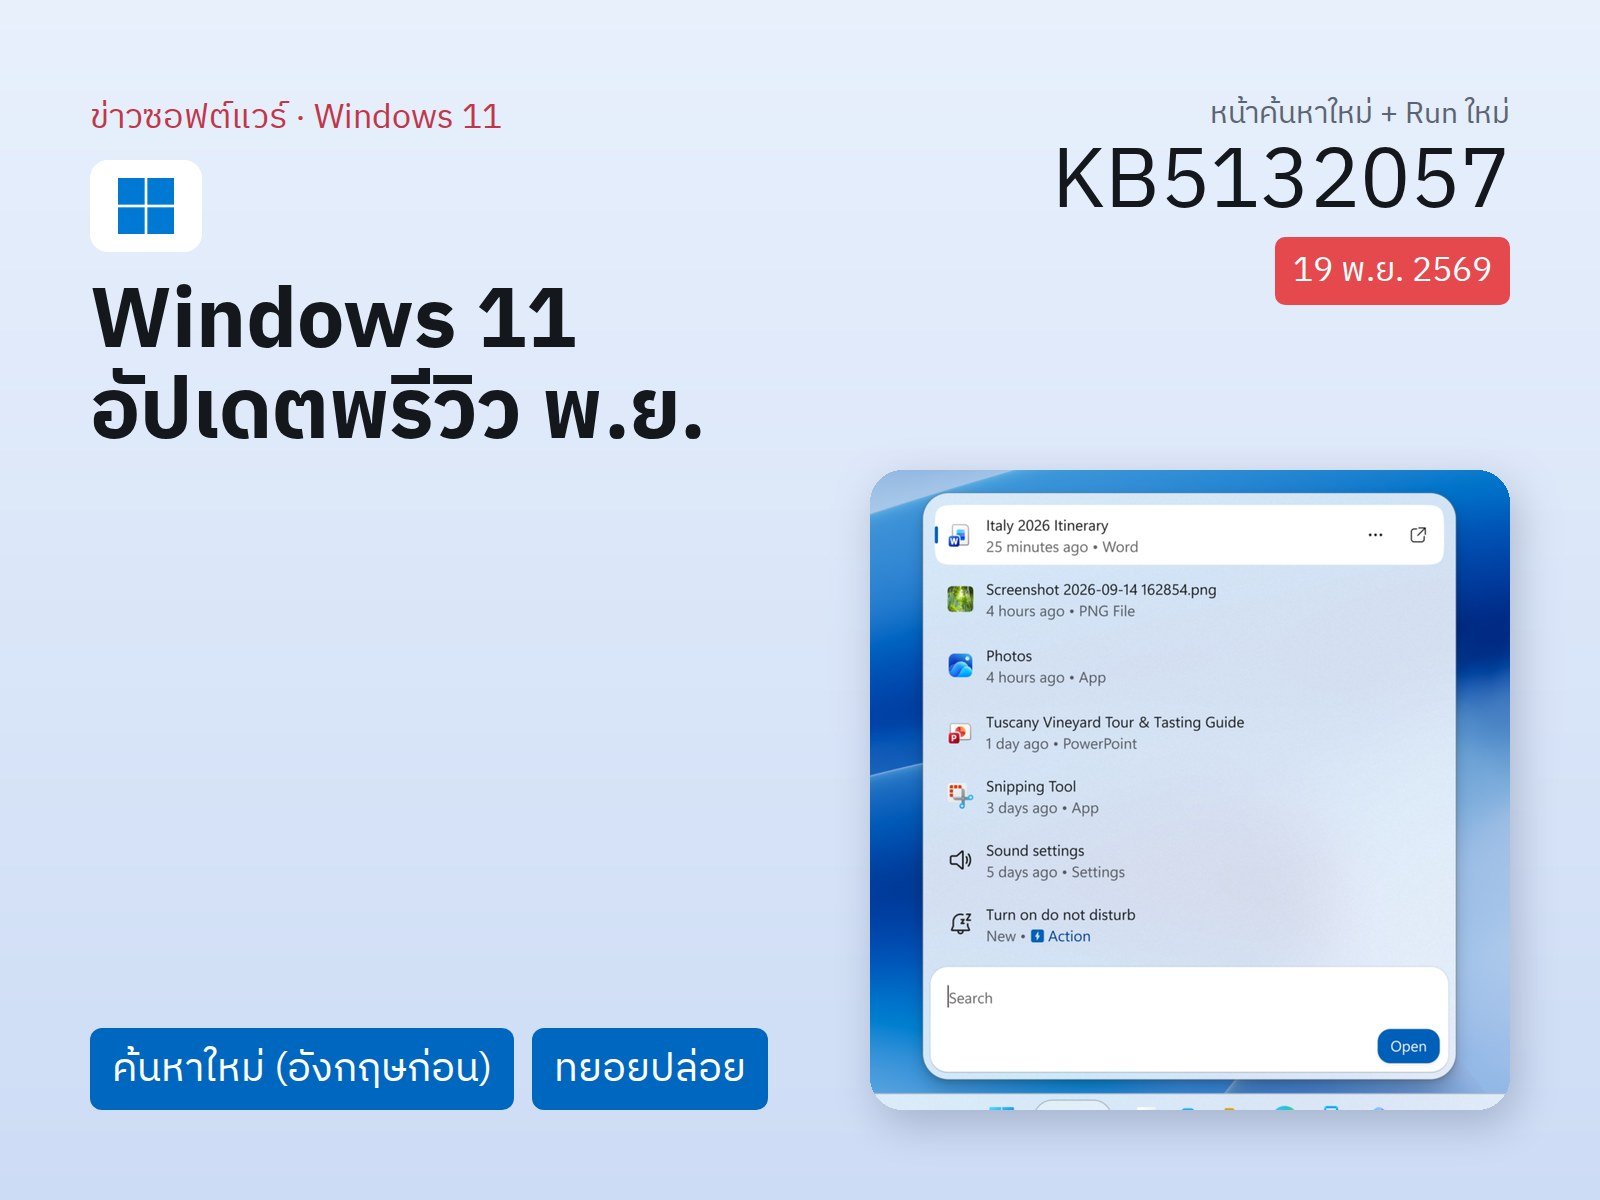 ข่าวซอฟต์แวร์ · Windows 11
หน้าค้นหาใหม่ + Run ใหม่
KB5132057
19 พ.ย. 2569
Windows 11
อัปเดตพรีวิว พ.ย.
Italy 2026 Itinerary
25 minutes ago • Word
Screenshot 2026-09-14 162854.png
4 hours ago • PNG File
Photos
4 hours ago • App
Tuscany Vineyard Tour & Tasting Guide
1 day ago • PowerPoint
Snipping Tool
3 days ago • App
Sound settings
5 days ago • Settings
Turn on do not disturb
New • Action
Search
Open
ค้นหาใหม่ (อังกฤษก่อน)
ทยอยปล่อย